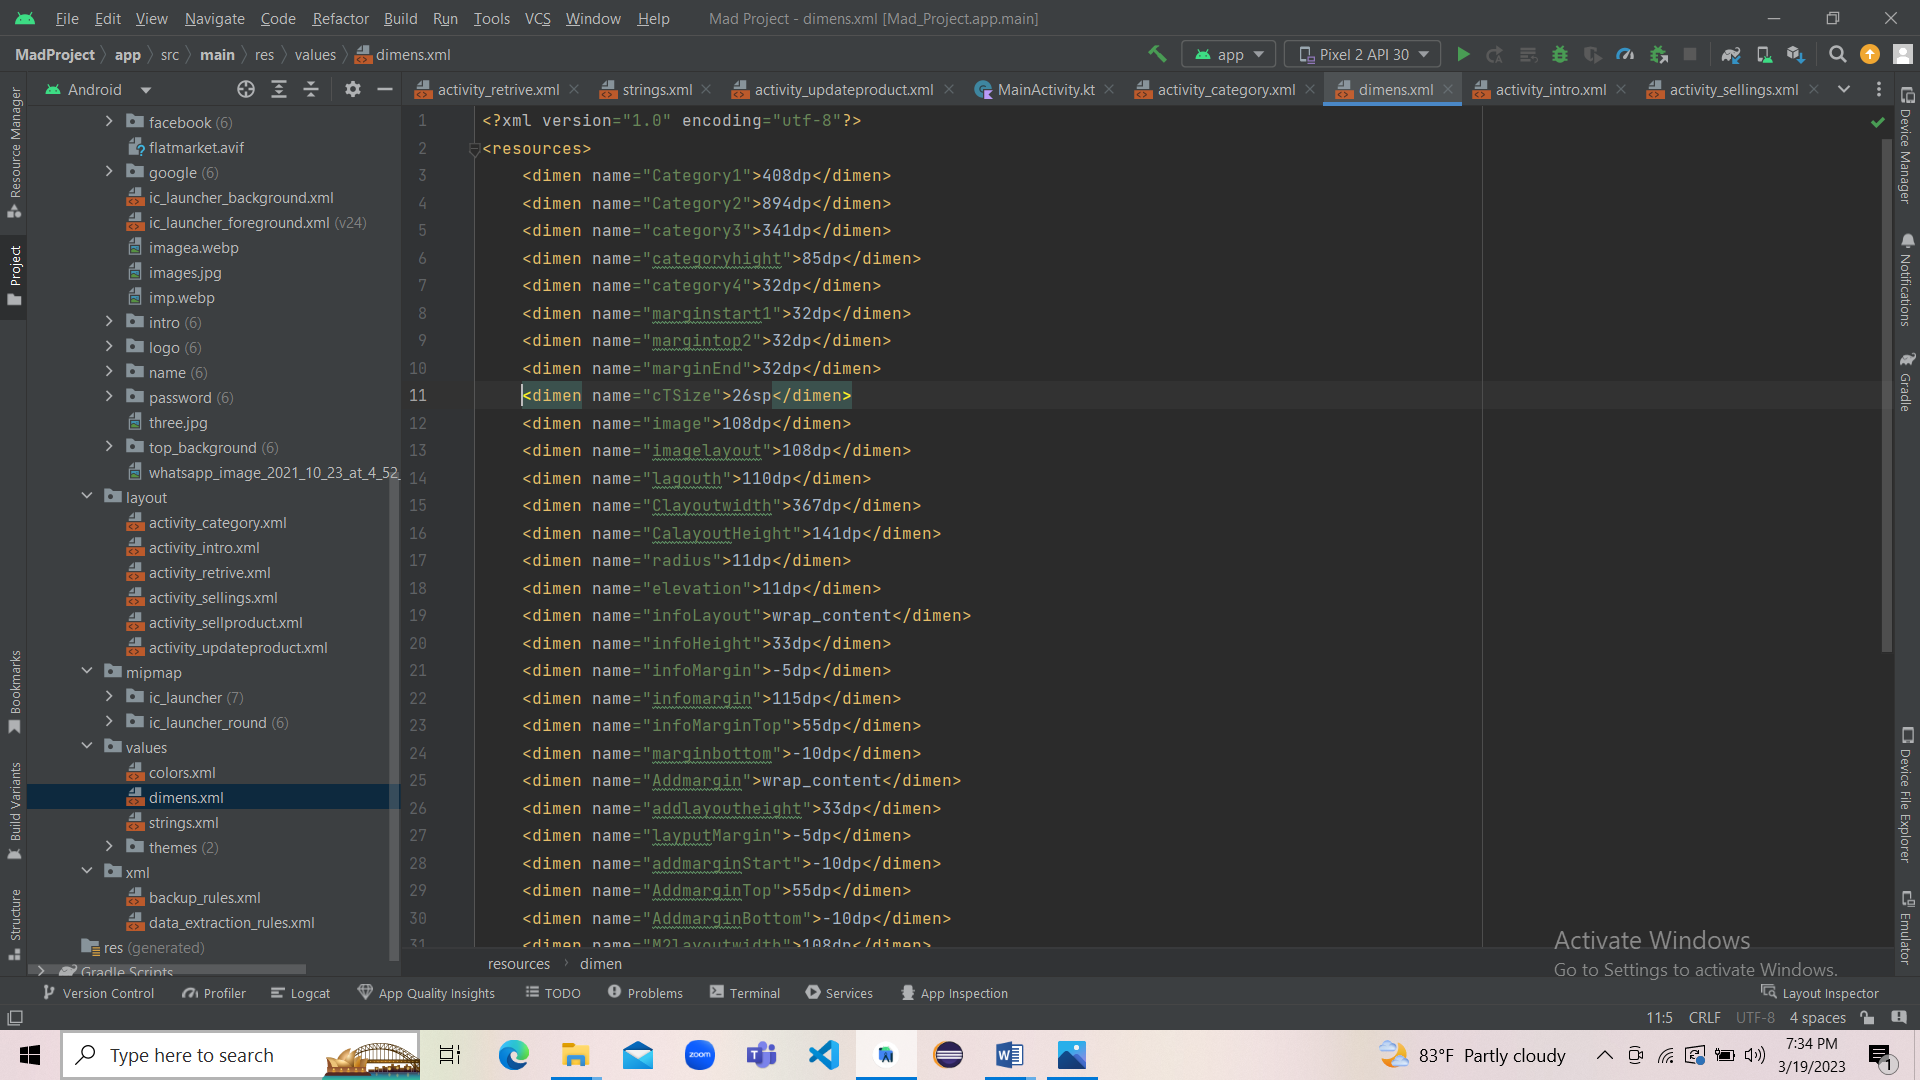 File Edit View Navigate Code Refactor Build Run Tools VCS Window Help Mad Project - dimens.xml [Mad_Project.app.main]
MadProject app src main res values dimens.xml app Pixel 2 API 30
Android activity_retrive.xml strings.xml activity_updateproduct.xml MainActivity.kt activity_category.xml dimens.xml activity_intro.xml activity_sellings.xml
Resource Manager
Project
Bookmarks
Build Variants
Structure
facebook (6)
flatmarket.avif
google (6)
ic_launcher_background.xml
ic_launcher_foreground.xml (v24)
imagea.webp
images.jpg
imp.webp
intro (6)
logo (6)
name (6)
password (6)
three.jpg
top_background (6)
whatsapp_image_2021_10_23_at_4_52_
layout
activity_category.xml
activity_intro.xml
activity_retrive.xml
activity_sellings.xml
activity_sellproduct.xml
activity_updateproduct.xml
mipmap
ic_launcher (7)
ic_launcher_round (6)
values
colors.xml
dimens.xml
strings.xml
themes (2)
xml
backup_rules.xml
data_extraction_rules.xml
res (generated)
Gradle Scripts
1 <?xml version="1.0" encoding="utf-8"?>
2 <resources>
3 <dimen name="Category1">408dp</dimen>
4 <dimen name="Category2">894dp</dimen>
5 <dimen name="category3">341dp</dimen>
6 <dimen name="categoryhight">85dp</dimen>
7 <dimen name="category4">32dp</dimen>
8 <dimen name="marginstart1">32dp</dimen>
9 <dimen name="margintop2">32dp</dimen>
10 <dimen name="marginEnd">32dp</dimen>
11 <dimen name="cTSize">26sp</dimen>
12 <dimen name="image">108dp</dimen>
13 <dimen name="imagelayout">108dp</dimen>
14 <dimen name="lagouth">110dp</dimen>
15 <dimen name="Clayoutwidth">367dp</dimen>
16 <dimen name="CalayoutHeight">141dp</dimen>
17 <dimen name="radius">11dp</dimen>
18 <dimen name="elevation">11dp</dimen>
19 <dimen name="infoLayout">wrap_content</dimen>
20 <dimen name="infoHeight">33dp</dimen>
21 <dimen name="infoMargin">-5dp</dimen>
22 <dimen name="infomargin">115dp</dimen>
23 <dimen name="infoMarginTop">55dp</dimen>
24 <dimen name="marginbottom">-10dp</dimen>
25 <dimen name="Addmargin">wrap_content</dimen>
26 <dimen name="addlayoutheight">33dp</dimen>
27 <dimen name="layputMargin">-5dp</dimen>
28 <dimen name="addmarginStart">-10dp</dimen>
29 <dimen name="AddmarginTop">55dp</dimen>
30 <dimen name="AddmarginBottom">-10dp</dimen>
31 <dimen name="M2layoutwidth">108dp</dimen>
resources dimen
Device Manager
Notifications
Gradle
Device File Explorer
Emulator
Activate Windows
Go to Settings to activate Windows.
Version Control Profiler Logcat App Quality Insights TODO Problems Terminal Services App Inspection Layout Inspector
11:5 CRLF UTF-8 4 spaces
Type here to search zoom 83°F Partly cloudy 7:34 PM
3/19/2023 1